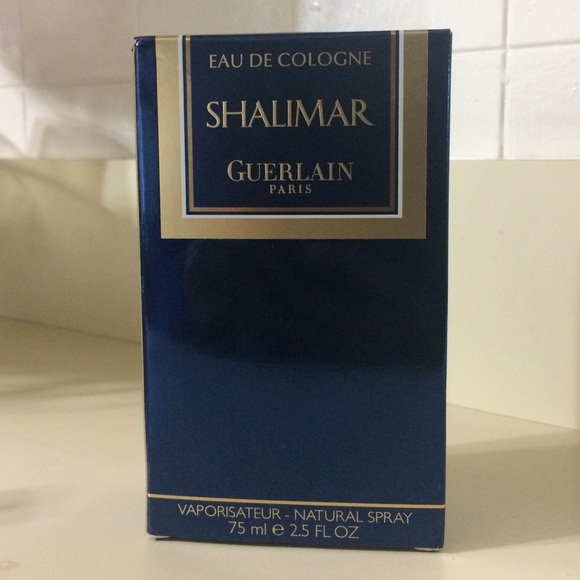 EAU DE COLOGNE
SHALIMAR
GUERLAIN
PARIS
VAPORISATEUR - NATURAL SPRAY
75 ml ℮ 2.5 FL OZ